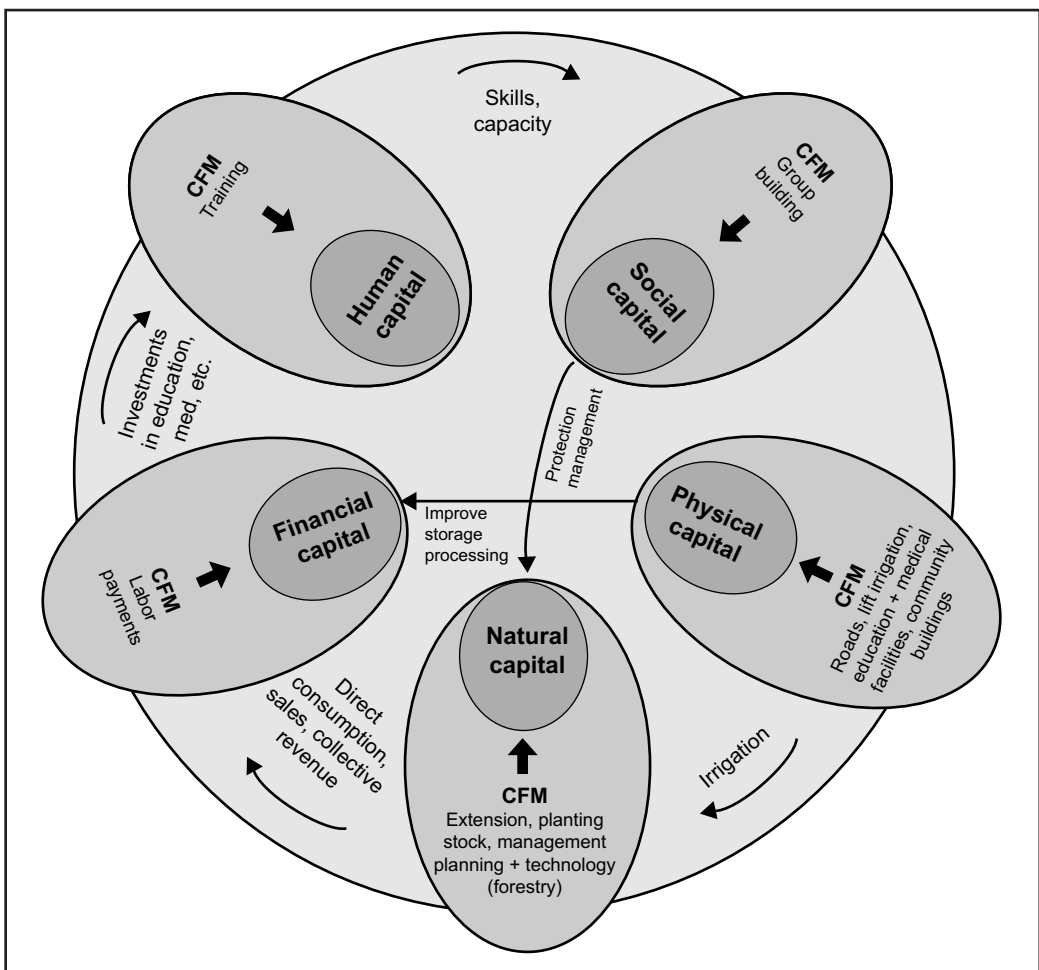 Skills,
capacity
CFM
Training
Human
capital
CFM
Group
building
Social
capital
Investments
in education,
med, etc.
Protection
management
Financial
capital
CFM
Labor
payments
Improve
storage
processing
Physical
capital
CFM
Roads, lift irrigation,
education + medical
facilities, community
buildings
Natural
capital
CFM
Extension, planting
stock, management
planning + technology
(forestry)
Direct
consumption,
sales, collective
revenue
Irrigation